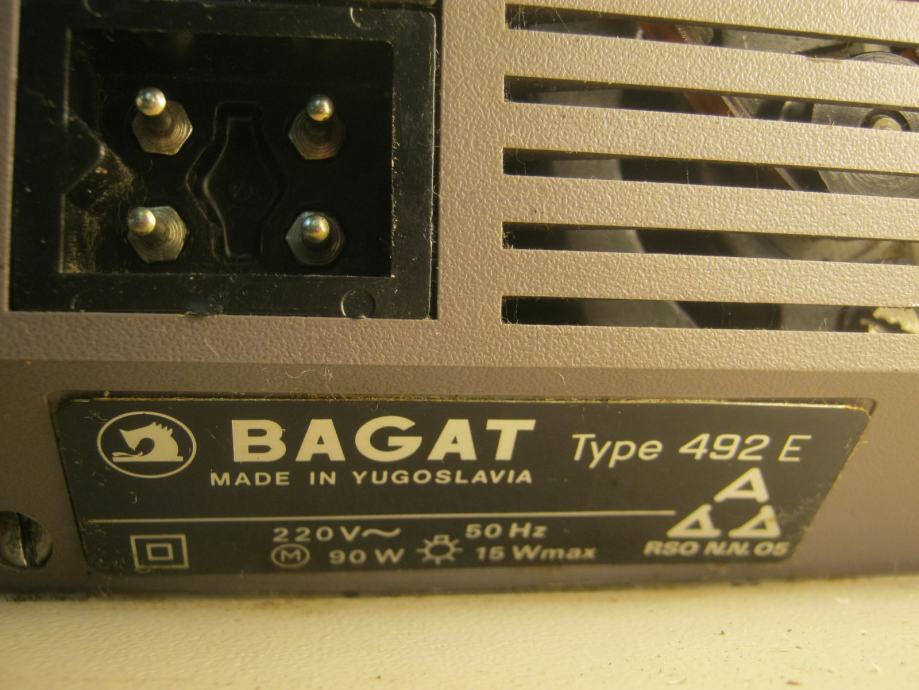 BAGAT Type 492 E
MADE IN YUGOSLAVIA
220V~ 50 Hz
M 90 W 15 Wmax
RSO N.N. 05